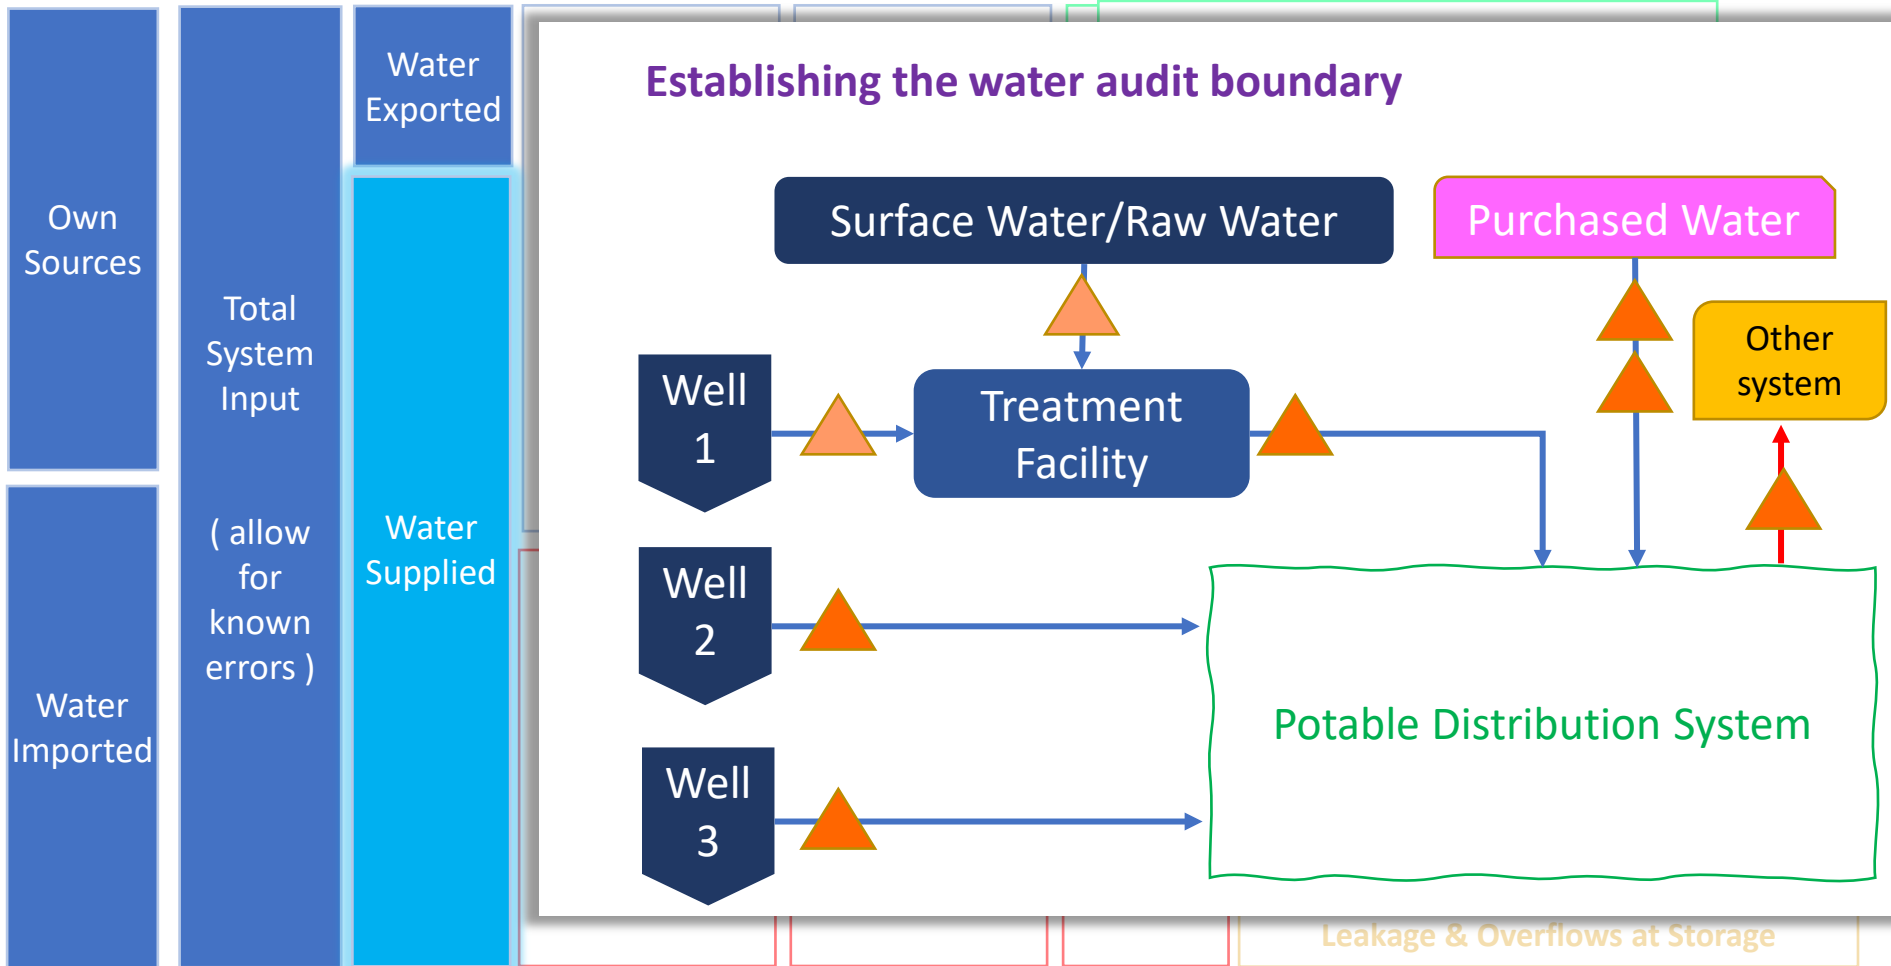 Own
Sources
Water
Imported
Total
System
Input
( allow
for
known
errors )
Water
Exported
Water
Supplied
Establishing the water audit boundary
Surface Water/Raw Water
Purchased Water
Other
system
Well
1
Treatment
Facility
Well
2
Well
3
Potable Distribution System
Leakage & Overflows at Storage